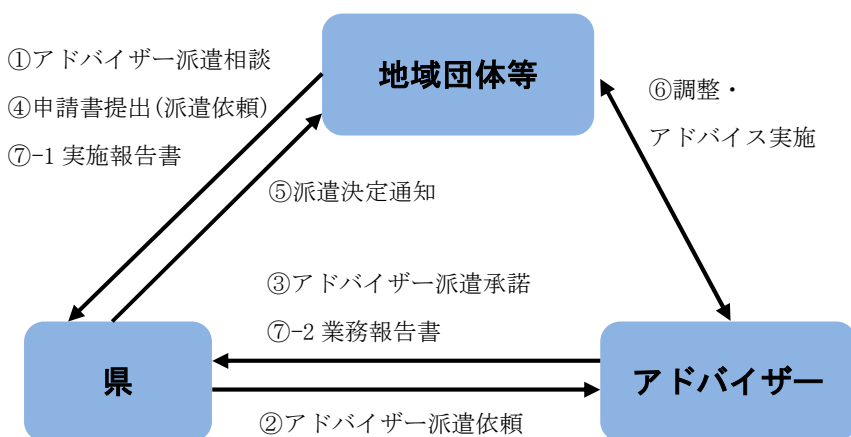 ①アドバイザー派遣相談
④申請書提出(派遣依頼)
⑦-1 実施報告書
地域団体等
⑥調整・
アドバイス実施
⑤派遣決定通知
③アドバイザー派遣承諾
⑦-2 業務報告書
県
アドバイザー
②アドバイザー派遣依頼